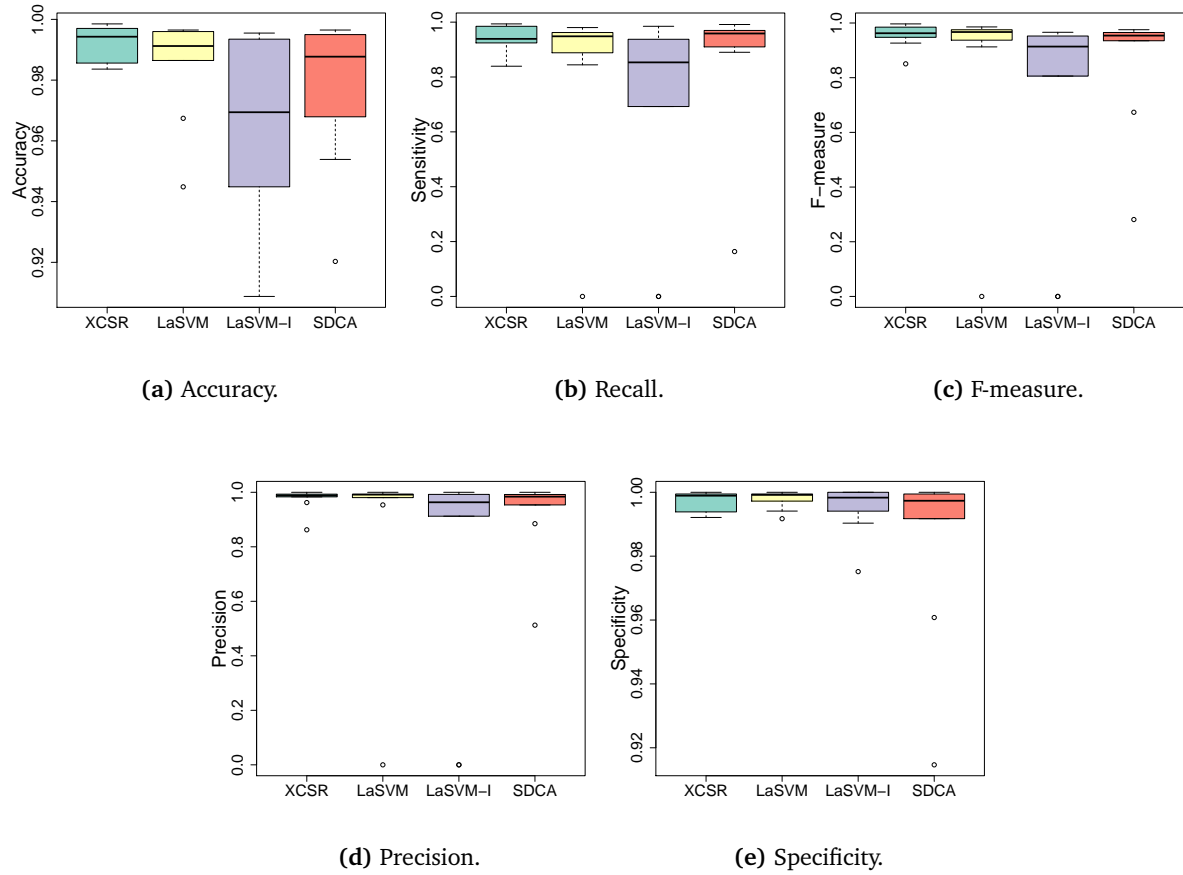 1.00
0.98
0.96
0.94
0.92
Accuracy
XCSR LaSVM LaSVM−I SDCA
(a) Accuracy.
1.0
0.8
0.6
0.4
0.2
0.0
Sensitivity
XCSR LaSVM LaSVM−I SDCA
(b) Recall.
1.0
0.8
0.6
0.4
0.2
0.0
F−measure
XCSR LaSVM LaSVM−I SDCA
(c) F-measure.
1.0
0.8
0.6
0.4
0.2
0.0
Precision
XCSR LaSVM LaSVM−I SDCA
(d) Precision.
1.00
0.98
0.96
0.94
0.92
Specificity
XCSR LaSVM LaSVM−I SDCA
(e) Specificity.